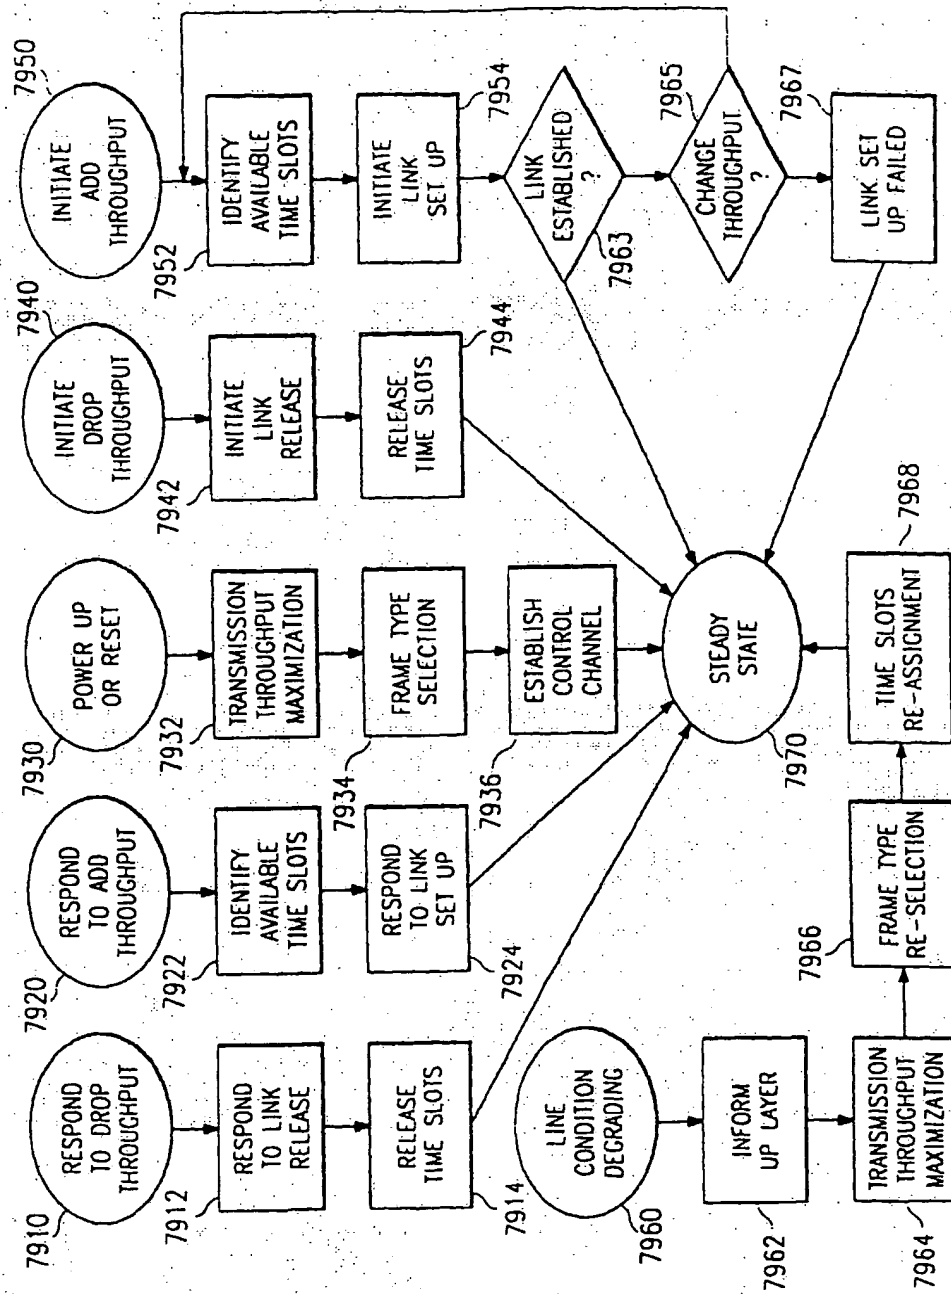 RESPOND
TO DROP
THROUGHPUT
7910
RESPOND
TO LINK
RELEASE
7912
RELEASE
TIME SLOTS
7914
RESPOND
TO ADD
THROUGHPUT
7920
IDENTIFY
AVAILABLE
TIME SLOTS
7922
RESPOND
TO LINK
SET UP
7924
POWER UP
OR RESET
7930
TRANSMISSION
THROUGHPUT
MAXIMIZATION
7932
FRAME TYPE
SELECTION
7934
ESTABLISH
CONTROL
CHANNEL
7936
INITIATE
DROP
THROUGHPUT
7940
INITIATE
LINK
RELEASE
7942
RELEASE
TIME SLOTS
7944
INITIATE
ADD
THROUGHPUT
7950
IDENTIFY
AVAILABLE
TIME SLOTS
7952
INITIATE
LINK
SET UP
7954
LINK
ESTABLISHED
?
7963
CHANGE
THROUGHPUT
?
7965
LINK SET
UP FAILED
7967
LINE
CONDITION
DEGRADING
7960
INFORM
UP LAYER
7962
TRANSMISSION
THROUGHPUT
MAXIMIZATION
7964
FRAME TYPE
RE-SELECTION
7966
TIME SLOTS
RE-ASSIGNMENT
7968
STEADY
STATE
7970